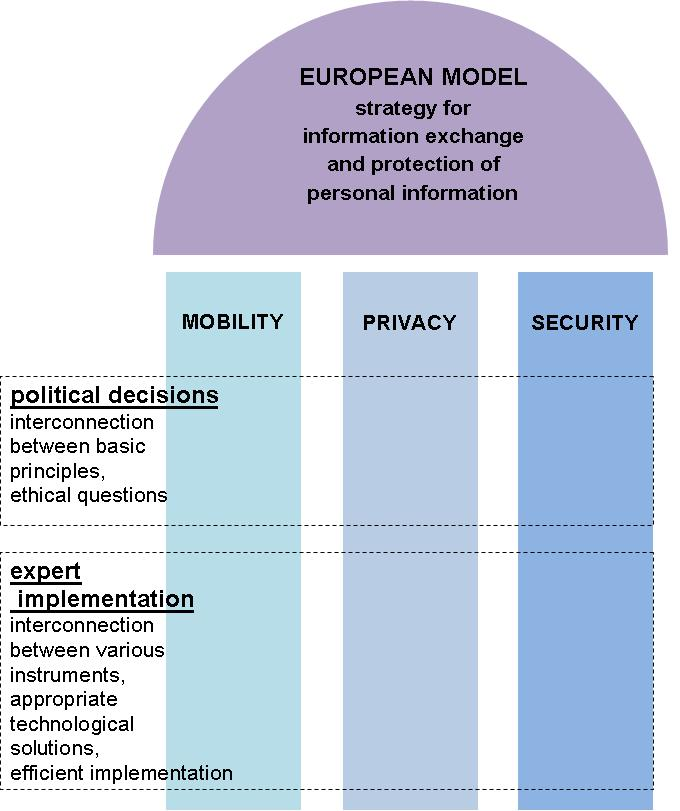 EUROPEAN MODEL
strategy for
information exchange
and protection of
personal information
MOBILITY
PRIVACY
SECURITY
political decisions
interconnection
between basic
principles,
ethical questions
expert
implementation
interconnection
between various
instruments,
appropriate
technological
solutions,
efficient implementation